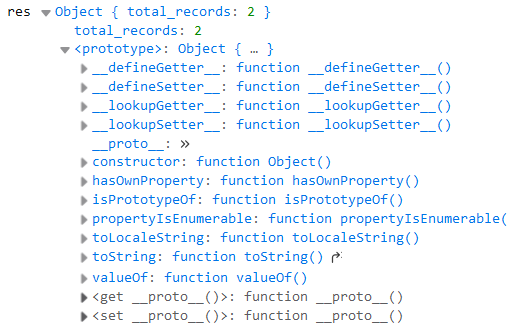 res Object { total_records: 2 }
total_records: 2
<prototype>: Object { … }
__defineGetter__: function __defineGetter__()
__defineSetter__: function __defineSetter__()
__lookupGetter__: function __lookupGetter__()
__lookupSetter__: function __lookupSetter__()
__proto__: »
constructor: function Object()
hasOwnProperty: function hasOwnProperty()
isPrototypeOf: function isPrototypeOf()
propertyIsEnumerable: function propertyIsEnumerable(
toLocaleString: function toLocaleString()
toString: function toString()
valueOf: function valueOf()
<get __proto__()>: function __proto__()
<set __proto__()>: function __proto__()